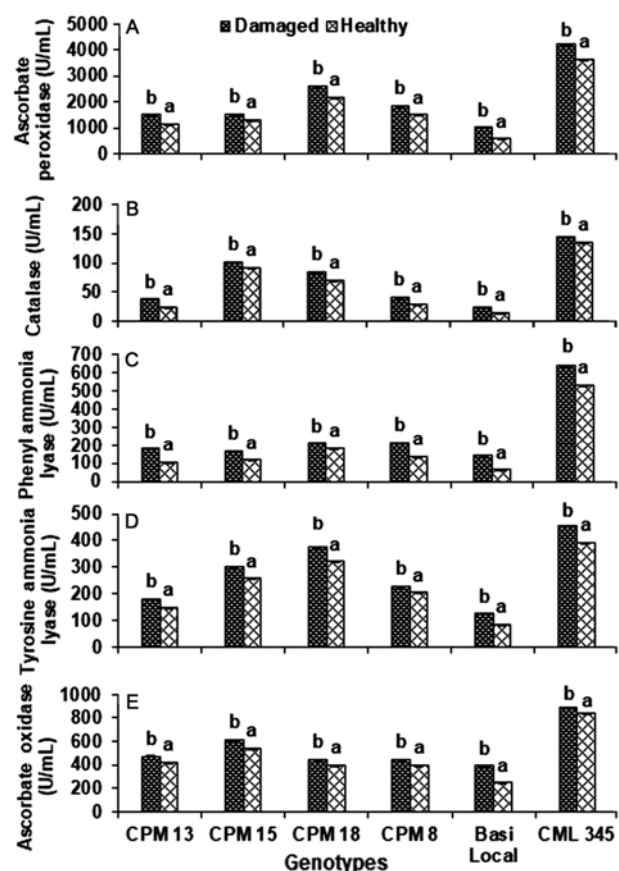 A
Damaged Healthy
Ascorbate
peroxidase (U/mL)
5000
4000
3000
2000
1000
0
b a b a b a b a b a b a
B
Catalase (U/mL)
200
150
100
50
0
b a b a b a b a b a b a
C
Phenyl ammonia
lyase (U/mL)
700
600
500
400
300
200
100
0
b a b a b a b a b a b a
D
Tyrosine ammonia
lyase (U/mL)
500
400
300
200
100
0
b a b a b a b a b a b a
E
Ascorbate oxidase
(U/mL)
1000
800
600
400
200
0
b a b a b a b a b a b a
CPM 13 CPM 15 CPM 18 CPM 8 Basi CML 345
Local
Genotypes